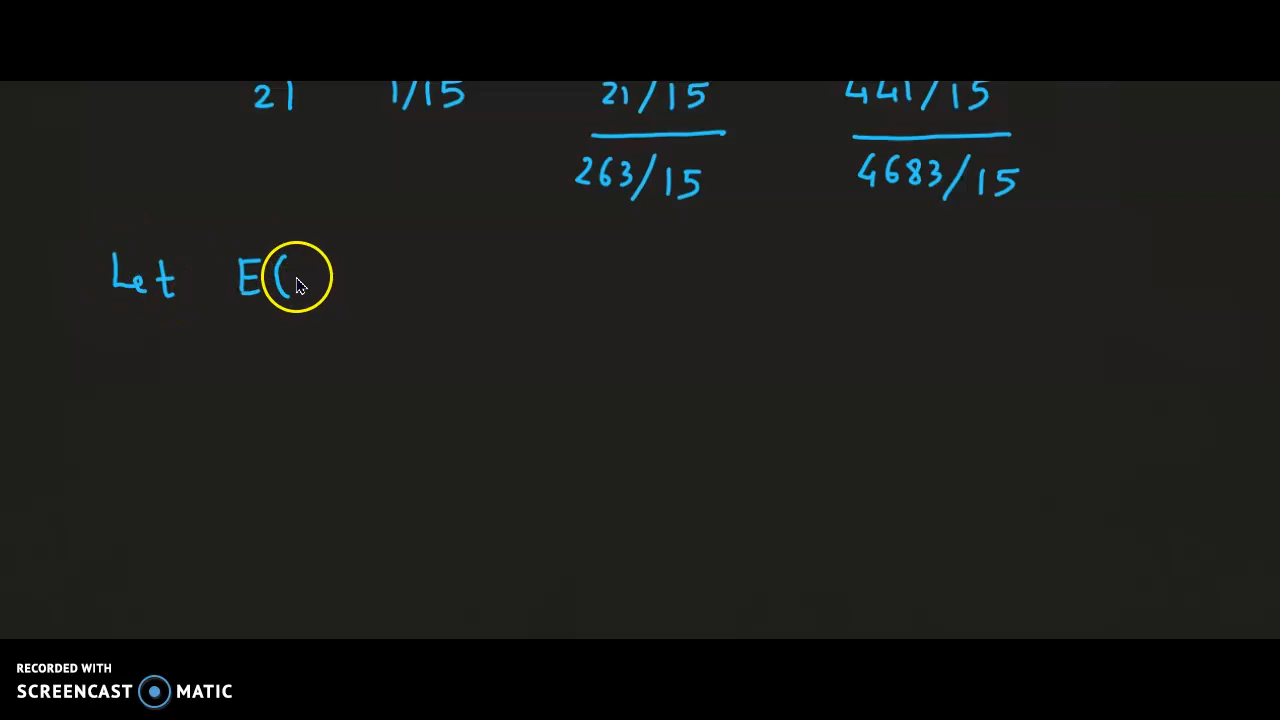 21 1/15 21/15 441/15
263/15 4683/15
Let E(
RECORDED WITH
SCREENCAST MATIC